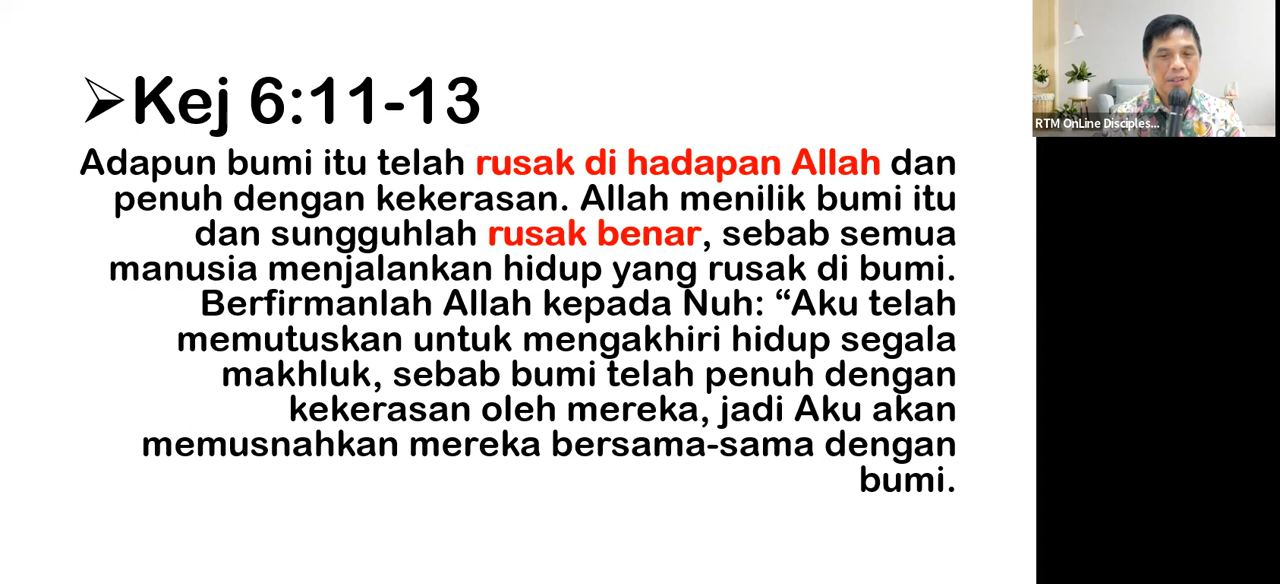 ➢Kej 6:11-13
Adapun bumi itu telah rusak di hadapan Allah dan
penuh dengan kekerasan. Allah menilik bumi itu
dan sungguhlah rusak benar, sebab semua
manusia menjalankan hidup yang rusak di bumi.
Berfirmanlah Allah kepada Nuh: “Aku telah
memutuskan untuk mengakhiri hidup segala
makhluk, sebab bumi telah penuh dengan
kekerasan oleh mereka, jadi Aku akan
memusnahkan mereka bersama-sama dengan
bumi.
RTM OnLine Disciples...